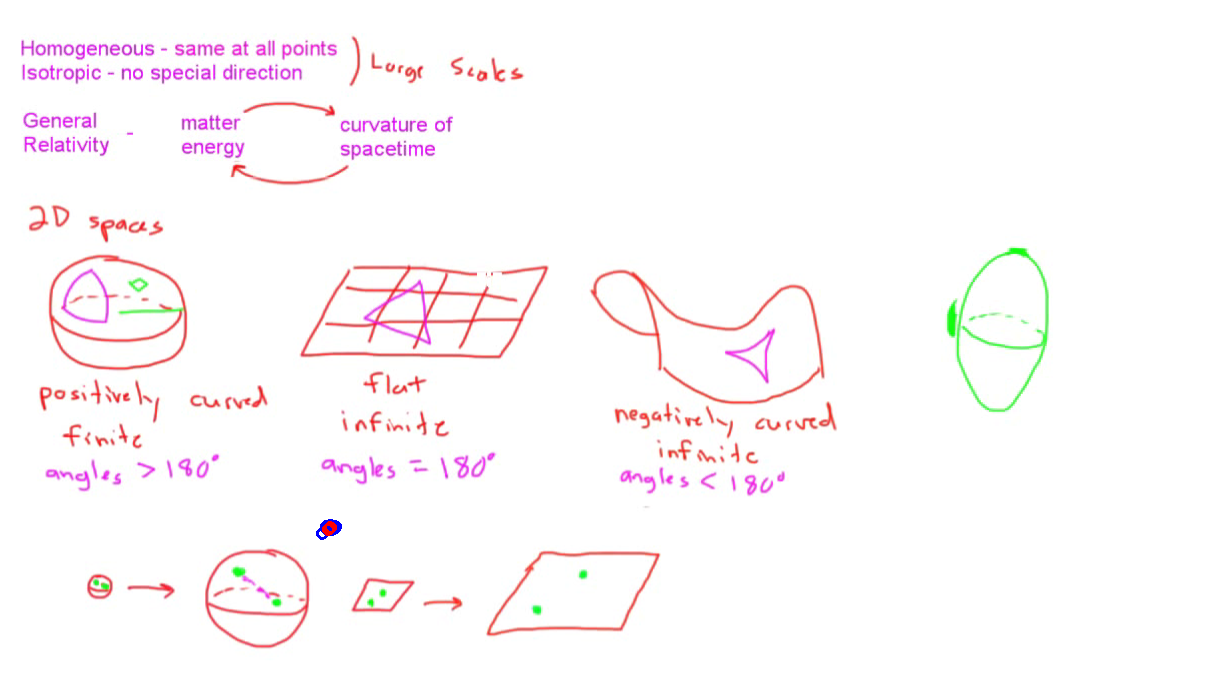 Homogeneous - same at all points
Isotropic - no special direction
Large Scales
General
Relativity -
matter
energy
curvature of
spacetime
2D spaces
positively curved
finite
angles > 180°
flat
infinite
angles = 180°
negatively curved
infinite
angles < 180°